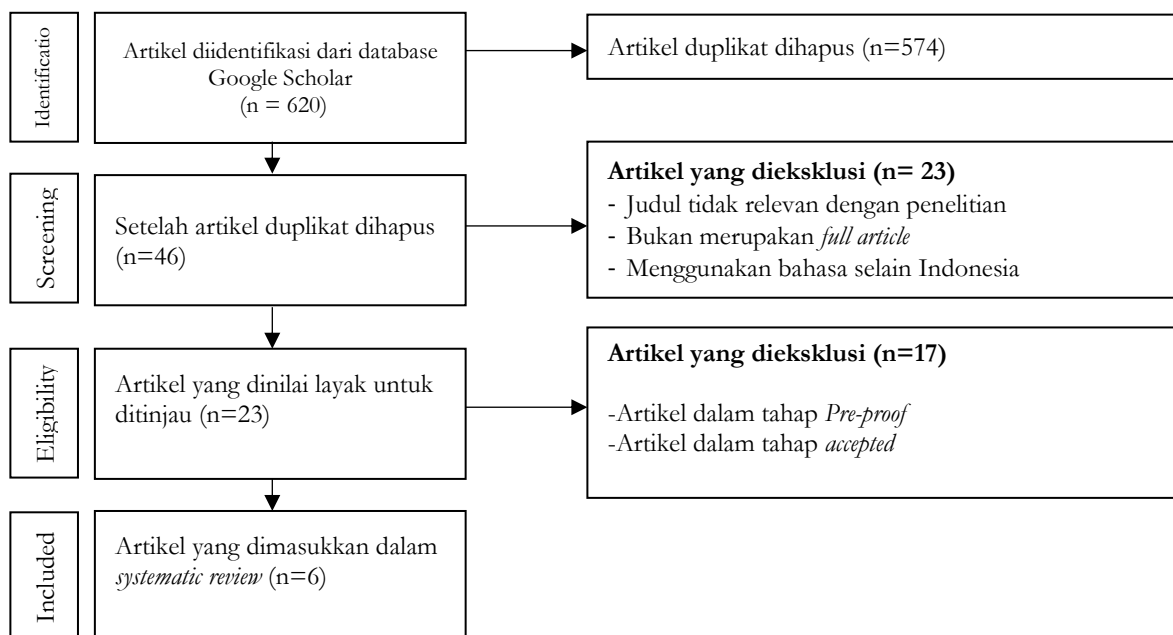 Identificatio
Artikel diidentifikasi dari database
Google Scholar
(n = 620)
Artikel duplikat dihapus (n=574)
Screening
Setelah artikel duplikat dihapus
(n=46)
Artikel yang dieksklusi (n= 23)
- Judul tidak relevan dengan penelitian
- Bukan merupakan full article
- Menggunakan bahasa selain Indonesia
Eligibility
Artikel yang dinilai layak untuk
ditinjau (n=23)
Artikel yang dieksklusi (n=17)
-Artikel dalam tahap Pre-proof
-Artikel dalam tahap accepted
Included
Artikel yang dimasukkan dalam
systematic review (n=6)